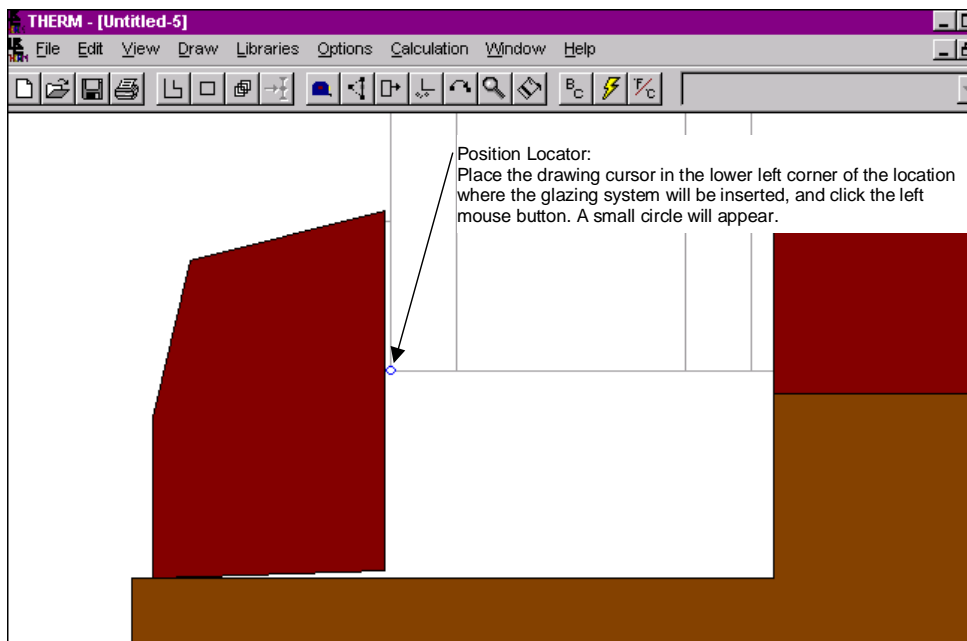 THERM - [Untitled-5]
File Edit View Draw Libraries Options Calculation Window Help
BC F/C
Position Locator:
Place the drawing cursor in the lower left corner of the location
where the glazing system will be inserted, and click the left
mouse button. A small circle will appear.